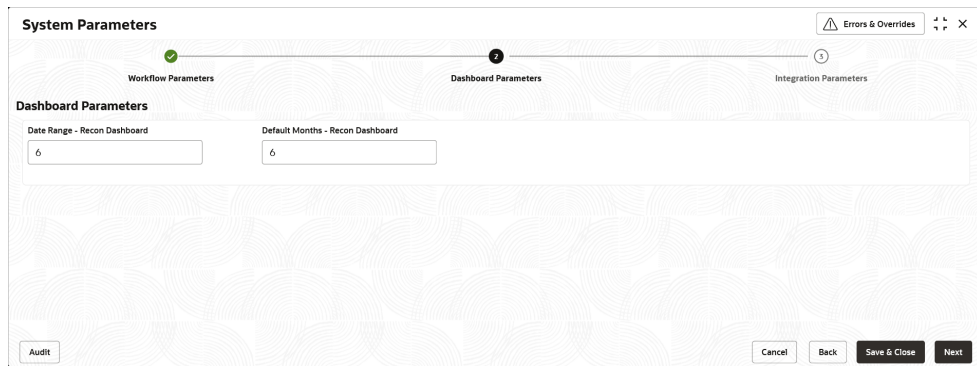 System Parameters
Errors & Overrides
2
3
Workflow Parameters
Dashboard Parameters
Integration Parameters
Dashboard Parameters
Date Range - Recon Dashboard
Default Months - Recon Dashboard
6
6
Audit
Cancel
Back
Save & Close
Next